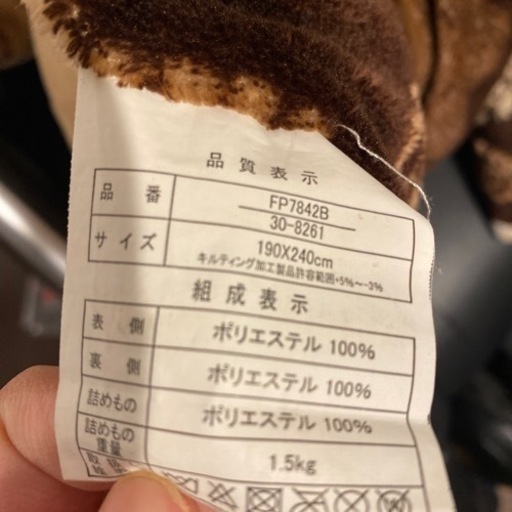 品質表示
品番 FP7842B
30-8261
サイズ 190X240cm
キルティング加工製品許容範囲+5%~-3%
組成表示
表側 ポリエステル 100%
裏側 ポリエステル 100%
詰めもの ポリエステル 100%
詰めもの
重量 1.5kg